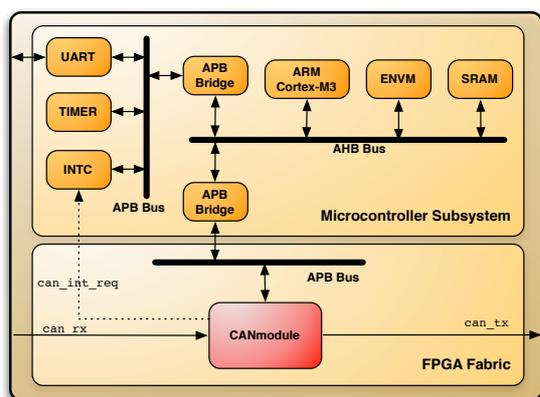 UART
APB
Bridge
ARM
Cortex-M3
ENVM
SRAM
TIMER
AHB Bus
INTC
APB
Bridge
APB Bus
Microcontroller Subsystem
APB Bus
can_int_req
can_rx
CANmodule
can_tx
FPGA Fabric